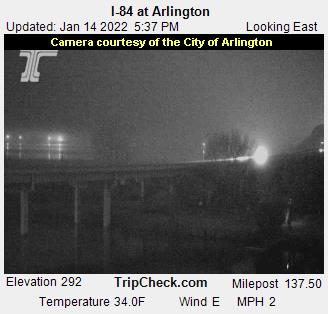 I-84 at Arlington
Updated: Jan 14 2022 5:37 PM Looking East
Camera courtesy of the City of Arlington
Elevation 292 TripCheck.com Milepost 137.50
Temperature 34.0F Wind E MPH 2